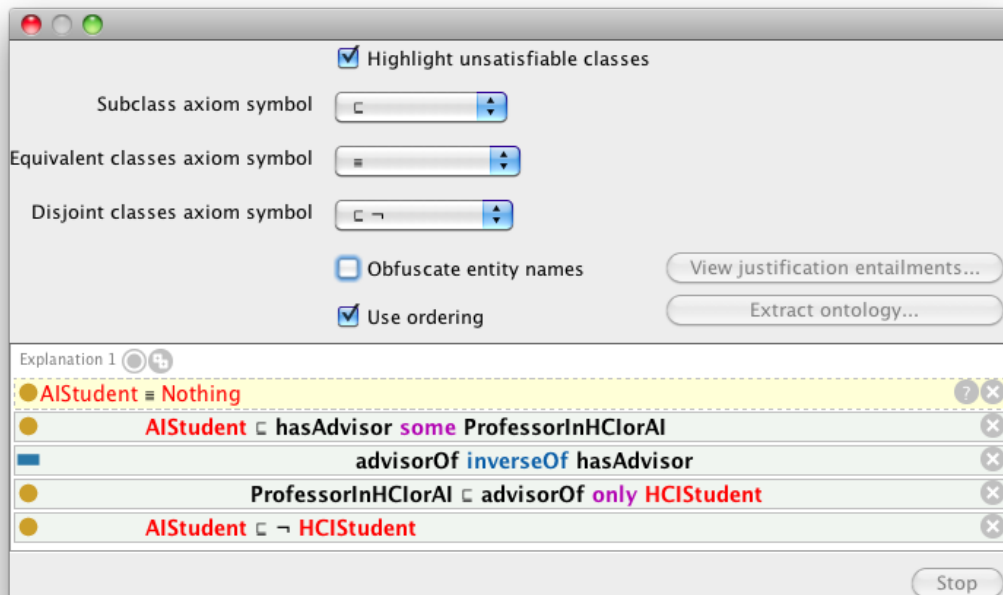 Highlight unsatisfiable classes
Subclass axiom symbol ⊏
Equivalent classes axiom symbol ≡
Disjoint classes axiom symbol ⊏ ¬
Obfuscate entity names
View justification entailments...
Use ordering
Extract ontology...
Explanation 1
AIStudent ≡ Nothing ?
AIStudent ⊏ hasAdvisor some ProfessorInHCIorAI
advisorOf inverseOf hasAdvisor
ProfessorInHCIorAI ⊏ advisorOf only HCIStudent
AIStudent ⊏ ¬ HCIStudent
Stop